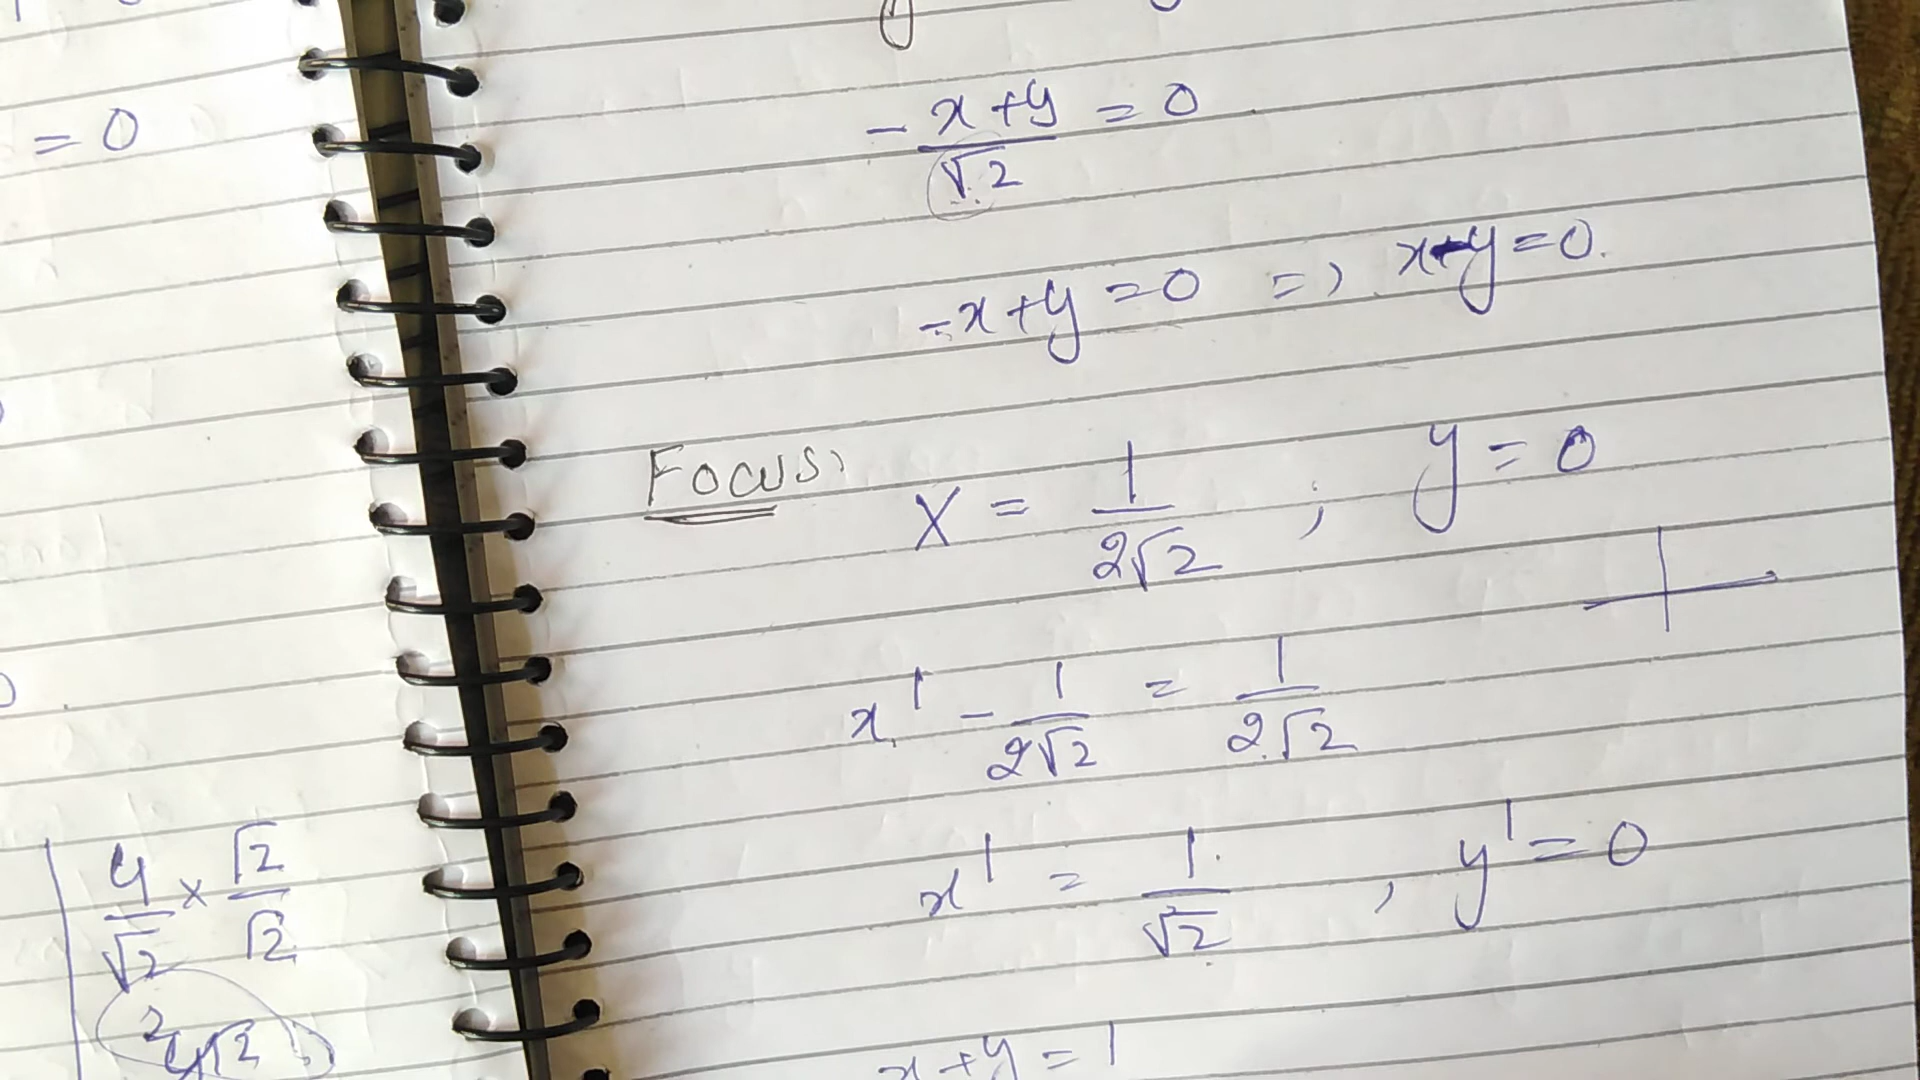 = 0
4/√2 × √2/√2
(-x+y)/√2 = 0
-x+y = 0 => x-y = 0.
Focus:
X = 1/2√2 ; y = 0
x' - 1/2√2 = 1/2√2
x' = 1/√2 , y' = 0
x+y = 1